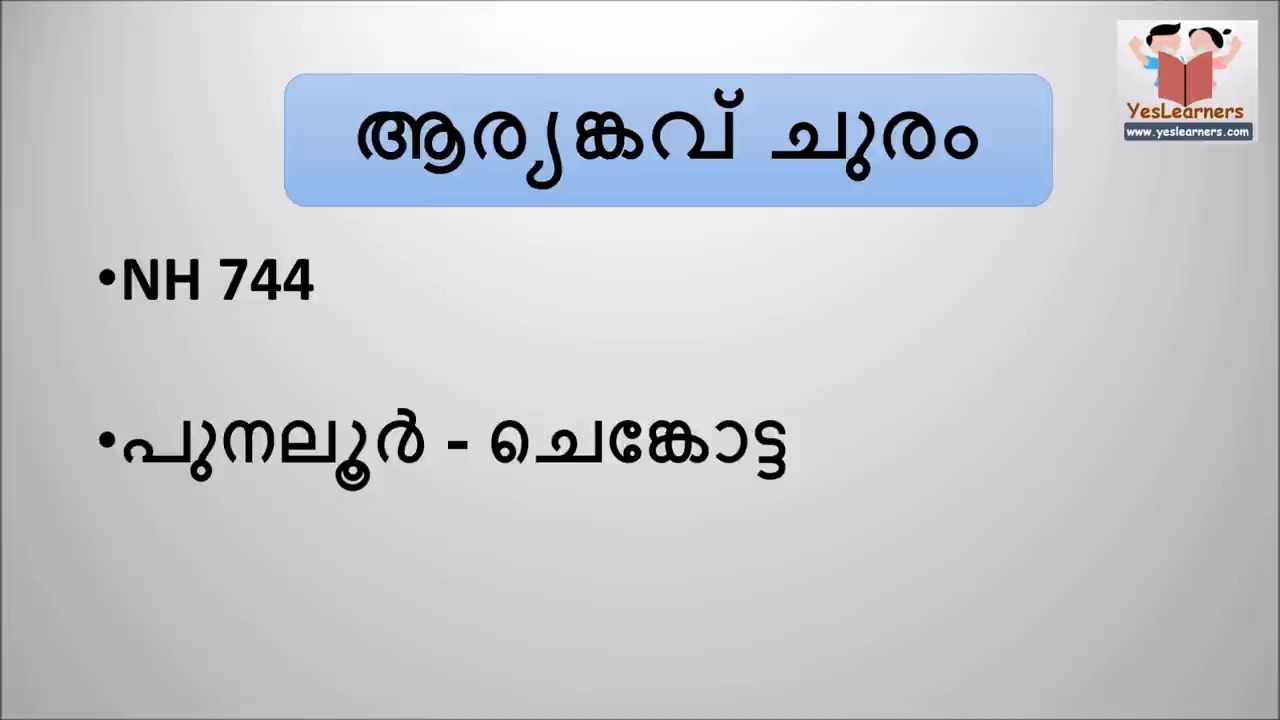 YesLearners
www.yeslearners.com
ആര്യങ്കവ് ചുരം
•NH 744
•പുനലൂർ - ചെങ്കോട്ട